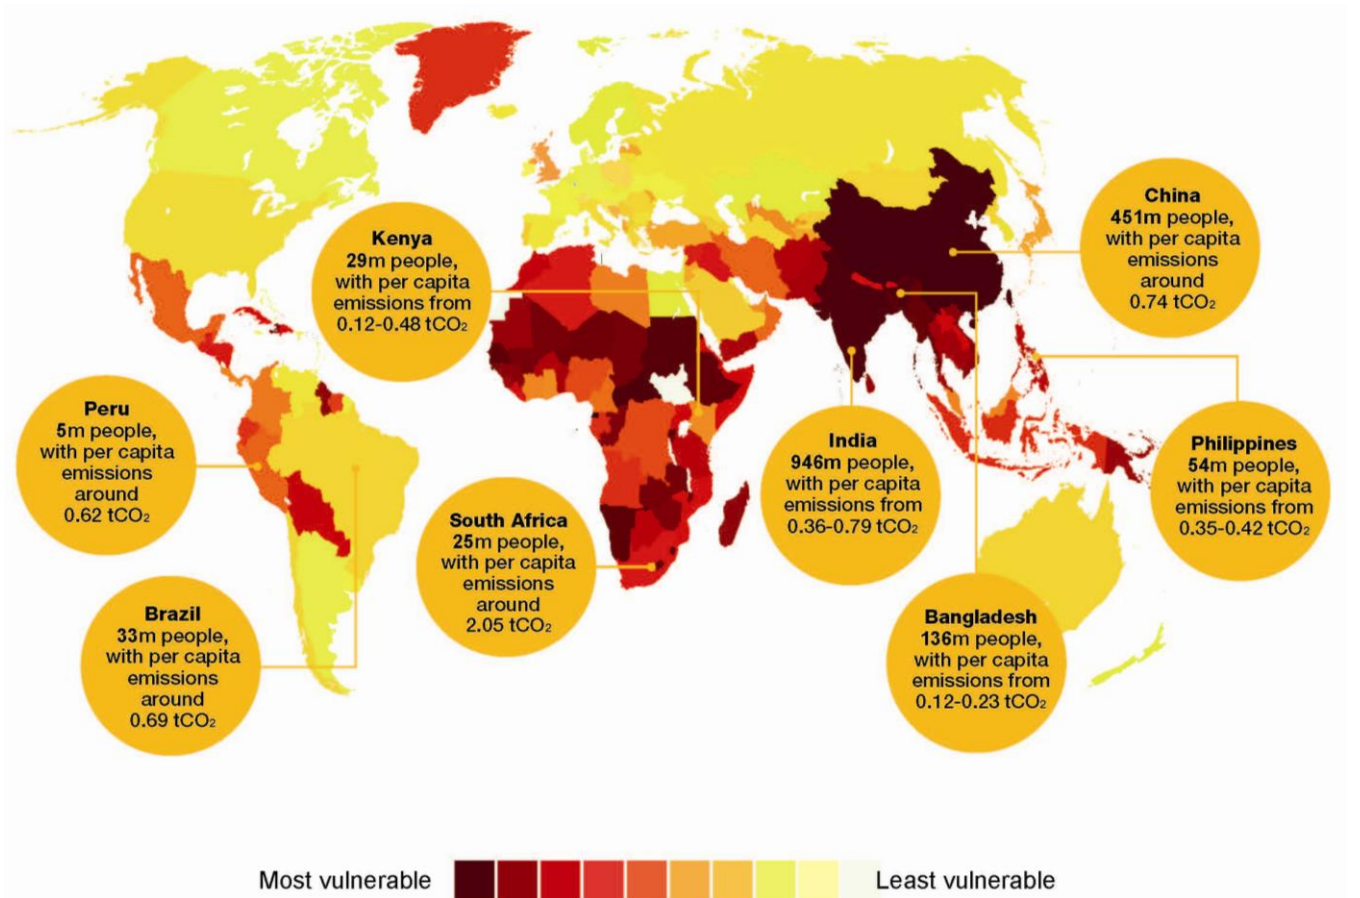 China
451m people,
with per capita
emissions
around
0.74 tCO₂
Kenya
29m people,
with per capita
emissions from
0.12-0.48 tCO₂
Peru
5m people,
with per capita
emissions
around
0.62 tCO₂
India
946m people,
with per capita
emissions from
0.36-0.79 tCO₂
Philippines
54m people,
with per capita
emissions from
0.35-0.42 tCO₂
South Africa
25m people,
with per capita
emissions
around
2.05 tCO₂
Brazil
33m people,
with per capita
emissions
around
0.69 tCO₂
Bangladesh
136m people,
with per capita
emissions from
0.12-0.23 tCO₂
Most vulnerable
Least vulnerable